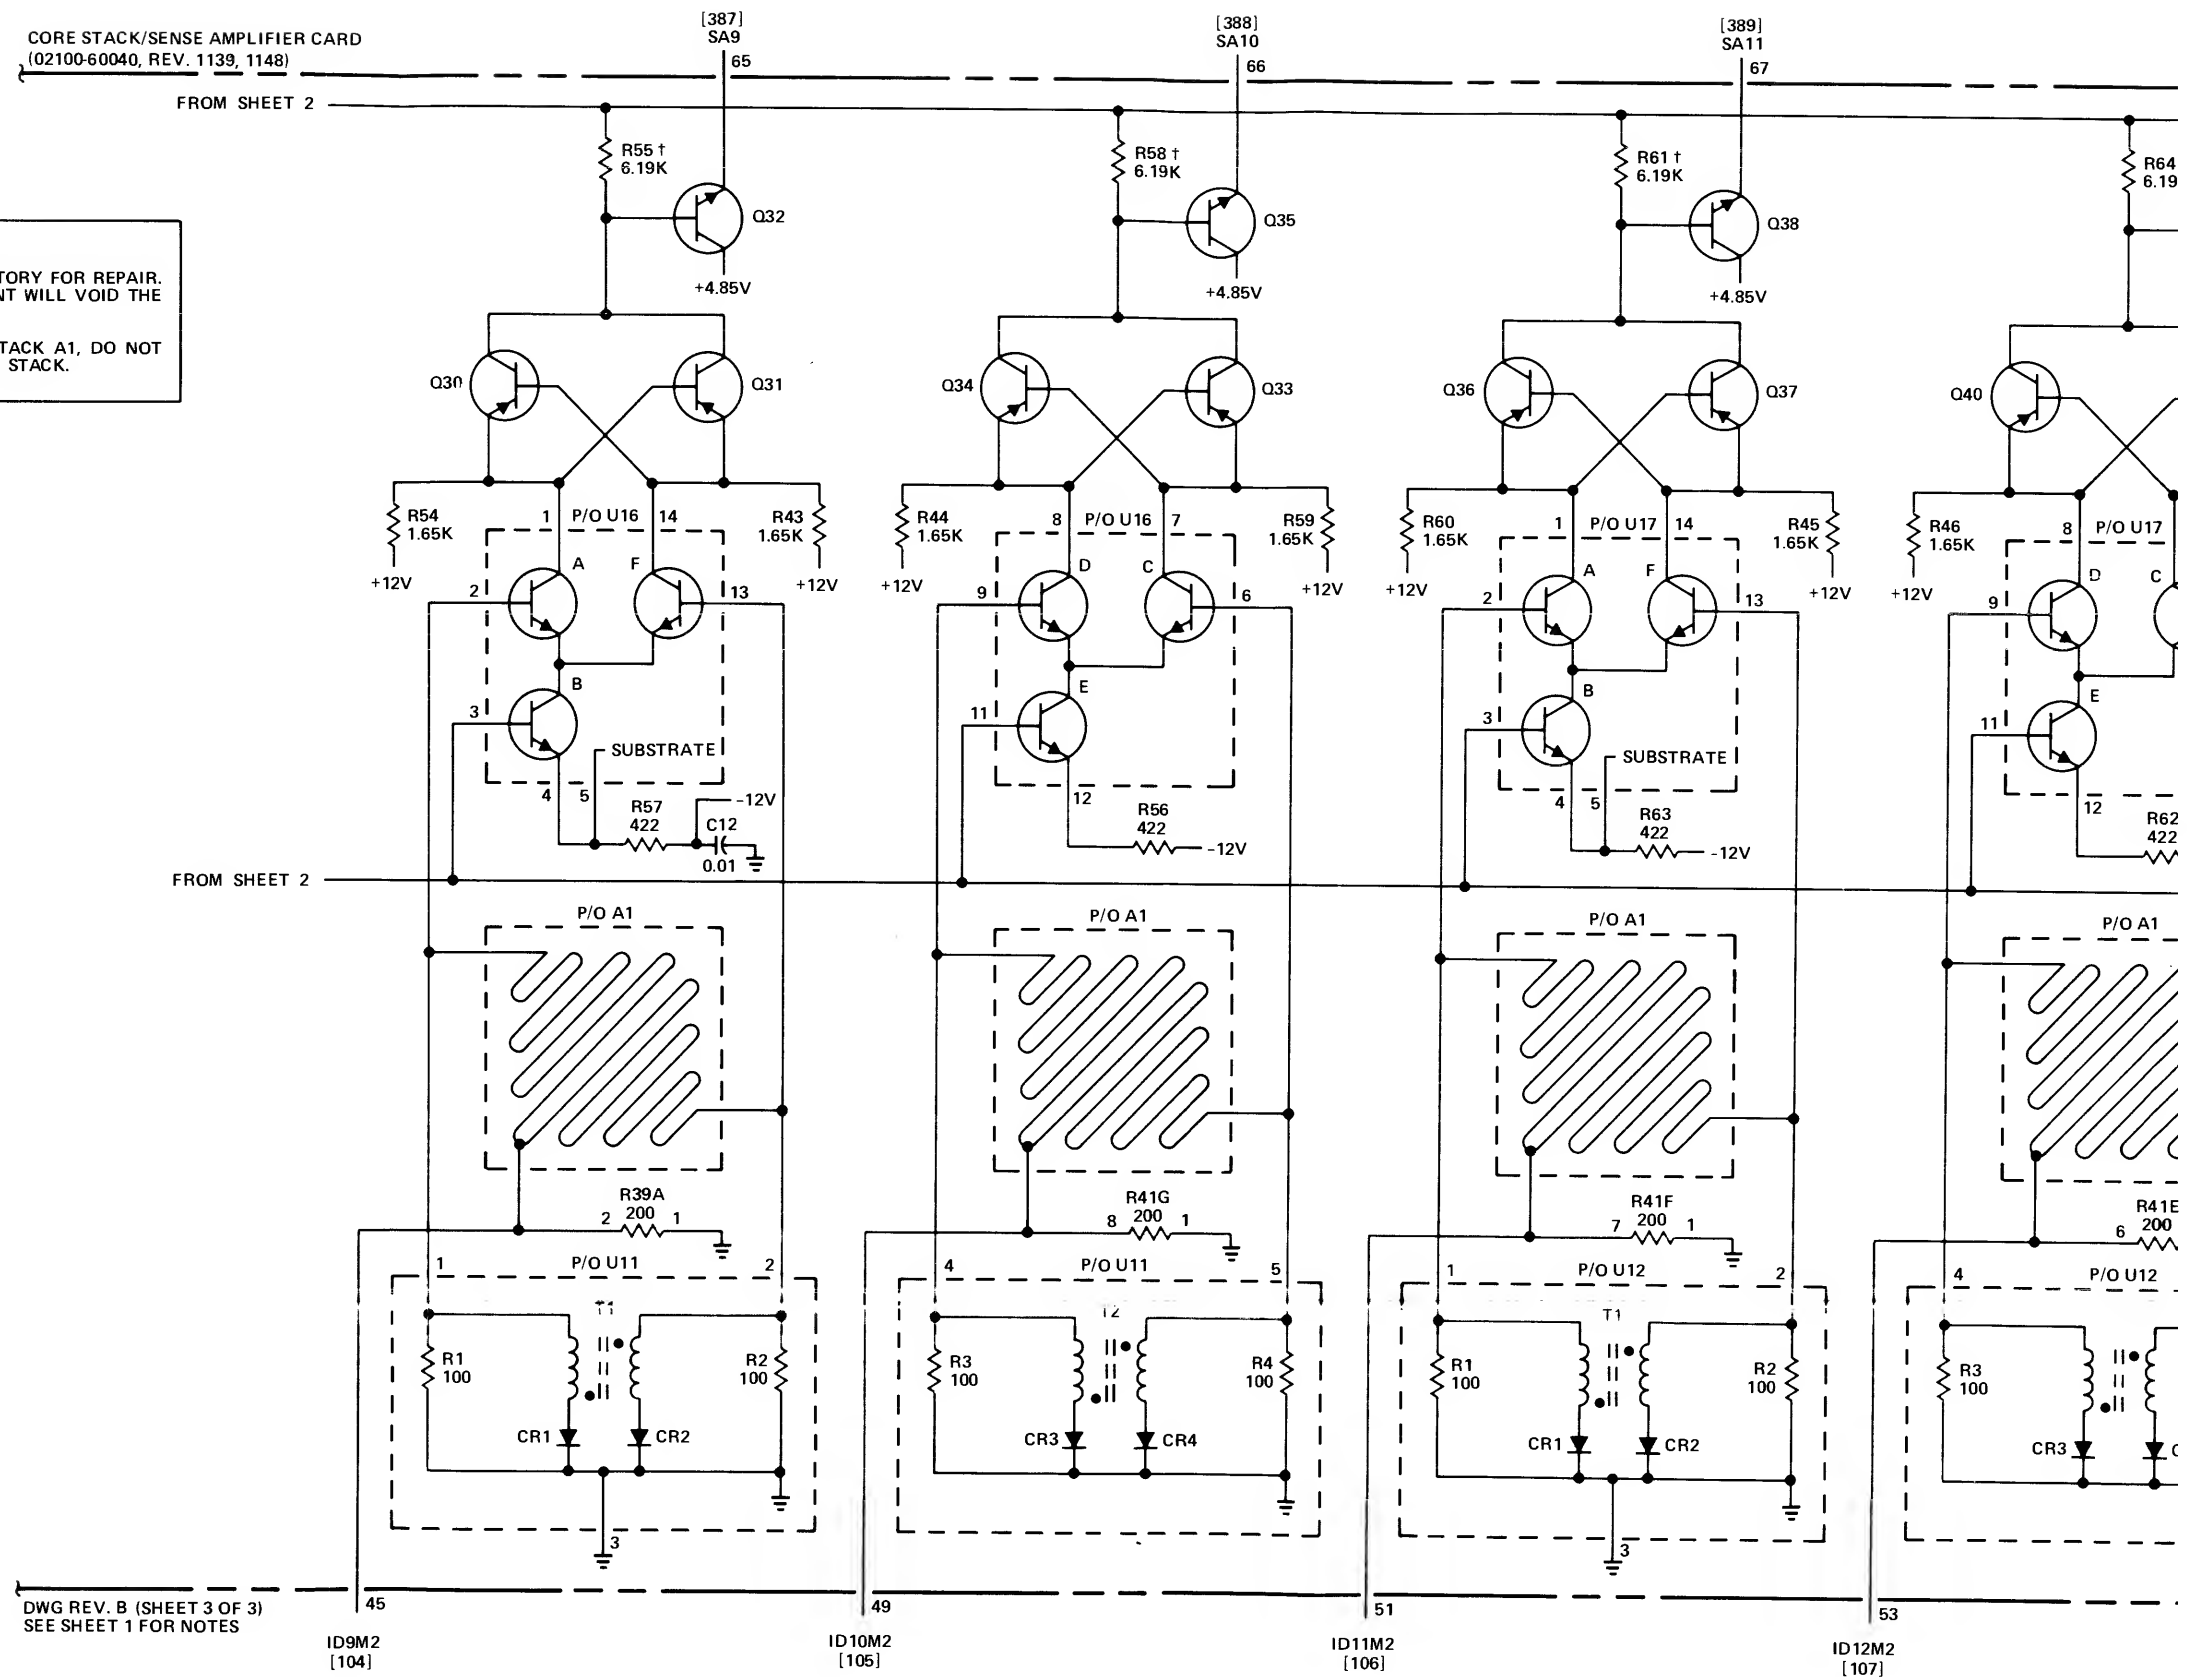 [387]
SA9
[388]
SA10
[389]
SA11
CORE STACK/SENSE AMPLIFIER CARD
(02100-60040, REV. 1139, 1148)
65
66
67
FROM SHEET 2
R55 †
6.19K
R58 †
6.19K
R61 †
6.19K
R64
6.19
Q32
Q35
Q38
+4.85V
+4.85V
+4.85V
TORY FOR REPAIR.
NT WILL VOID THE
TACK A1, DO NOT
STACK.
Q30
Q31
Q34
Q33
Q36
Q37
Q40
R54
1.65K
+12V
1
P/O U16
14
R43
1.65K
+12V
R44
1.65K
+12V
8
P/O U16
7
R59
1.65K
+12V
R60
1.65K
+12V
1
P/O U17
14
R45
1.65K
+12V
R46
1.65K
+12V
8
P/O U17
A
F
2
13
D
C
9
6
A
F
2
13
D
C
9
B
3
SUBSTRATE
E
11
B
3
SUBSTRATE
E
11
4
5
R57
422
-12V
C12
0.01
12
R56
422
-12V
4
5
R63
422
-12V
12
R62
422
FROM SHEET 2
P/O A1
P/O A1
P/O A1
P/O A1
R39A
2 200 1
R41G
8 200 1
R41F
7 200 1
R41E
6 200
1
P/O U11
2
4
P/O U11
5
1
P/O U12
2
4
P/O U12
T1
T2
T1
R1
100
R2
100
R3
100
R4
100
R1
100
R2
100
R3
100
CR1
CR2
CR3
CR4
CR1
CR2
CR3
C
3
3
DWG REV. B (SHEET 3 OF 3)
SEE SHEET 1 FOR NOTES
45
49
51
53
ID9M2
[104]
ID10M2
[105]
ID11M2
[106]
ID12M2
[107]